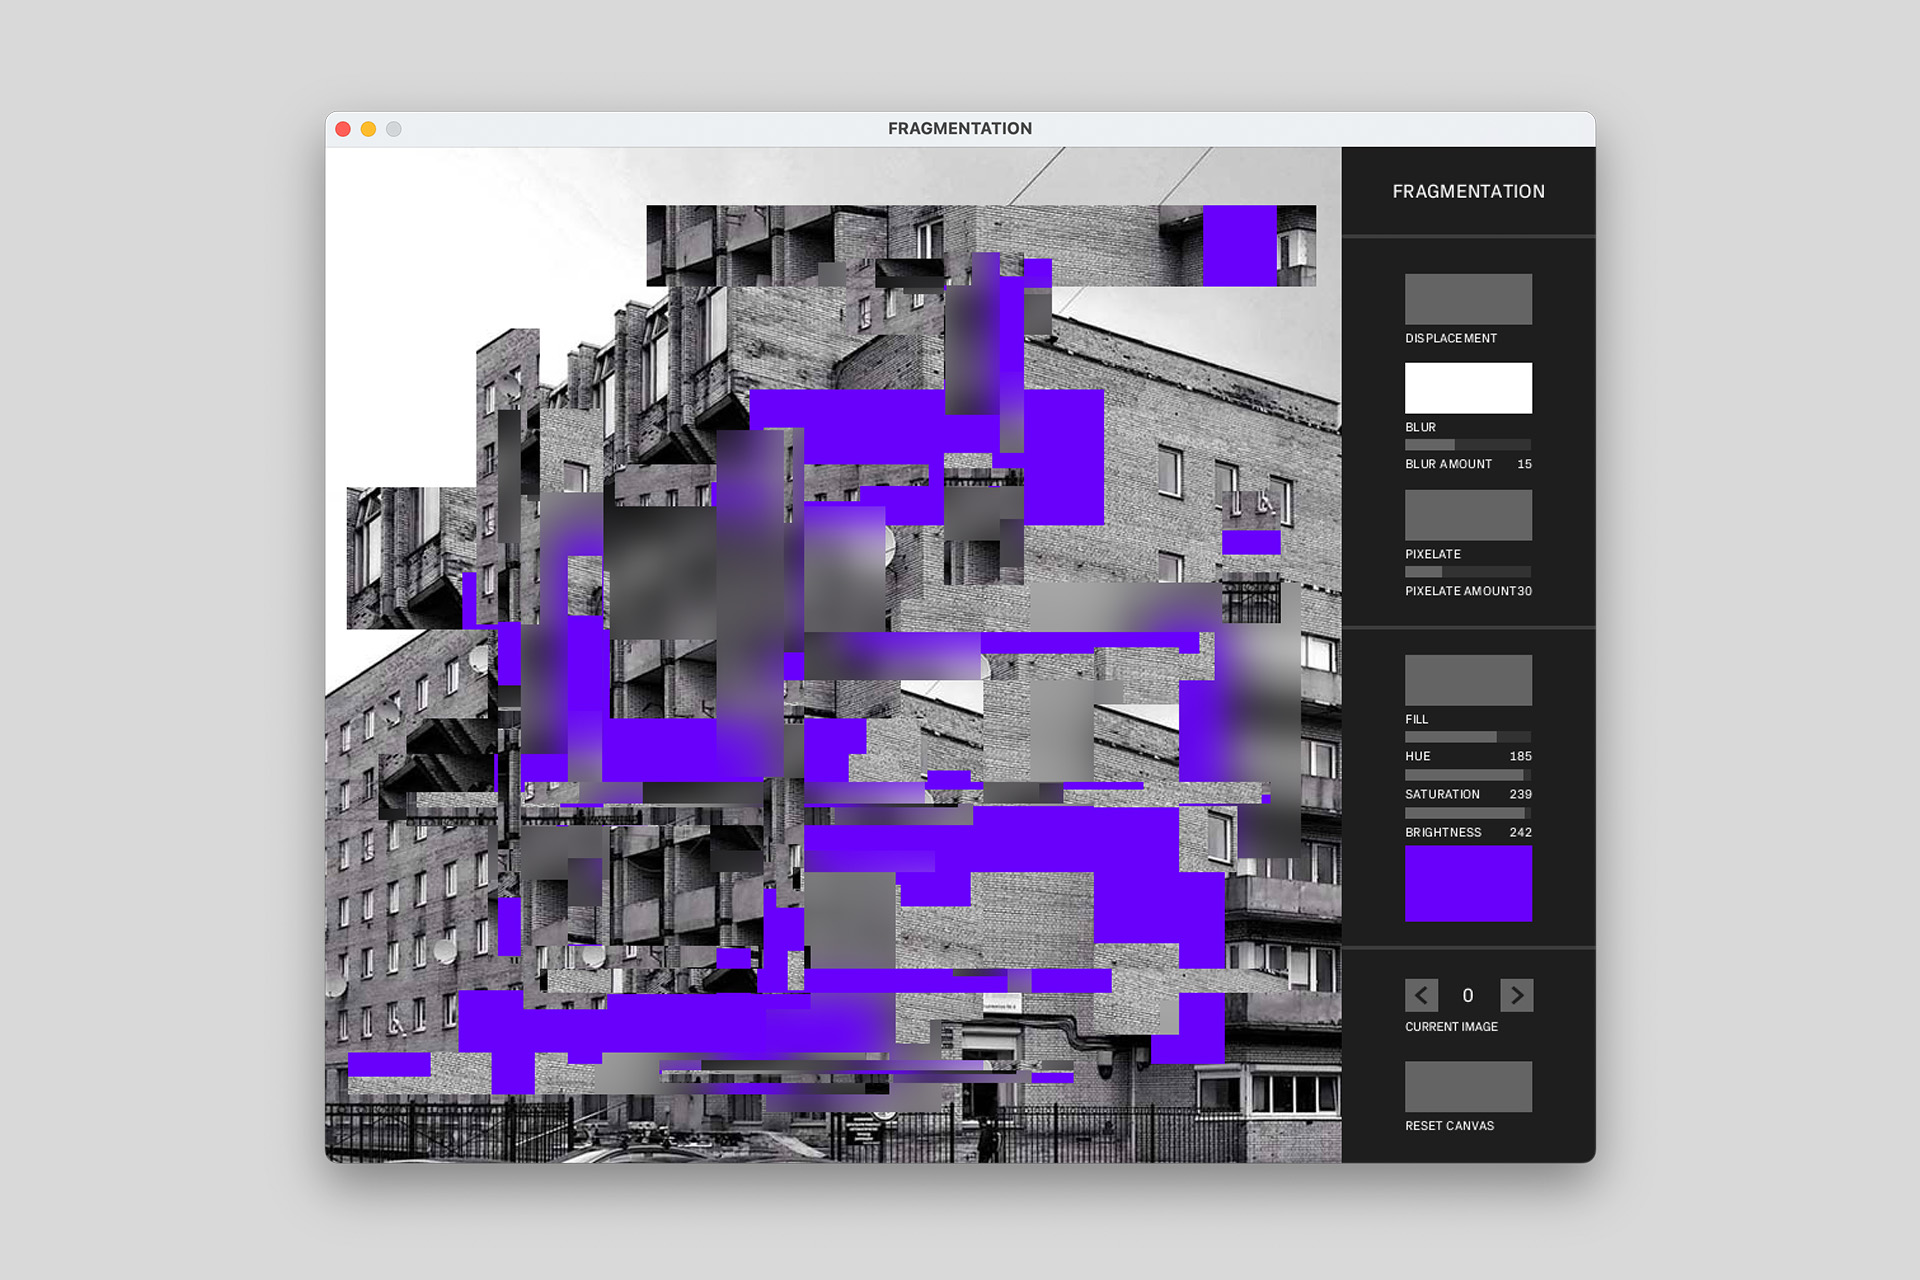 FRAGMENTATION
FRAGMENTATION
DISPLACEMENT
BLUR
BLUR AMOUNT 15
PIXELATE
PIXELATE AMOUNT30
FILL
HUE 185
SATURATION 239
BRIGHTNESS 242
0
CURRENT IMAGE
RESET CANVAS